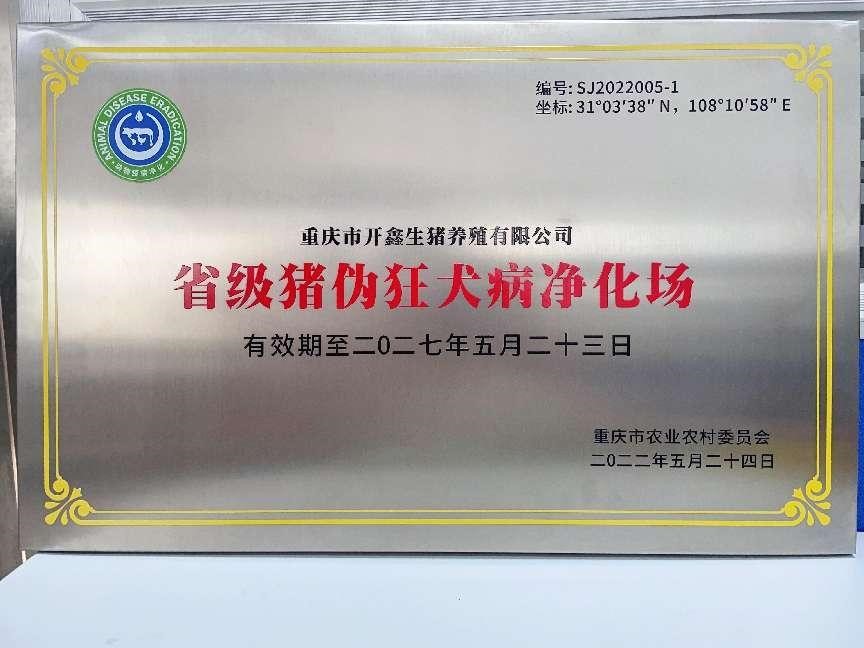 编号: SJ2022005-1
坐标: 31°03′38″ N，108°10′58″ E
ANIMAL DISEASE ERADICATION
重庆市开鑫生猪养殖有限公司
省级猪伪狂犬病净化场
有效期至二〇二七年五月二十三日
重庆市农业农村委员会
二〇二二年五月二十四日